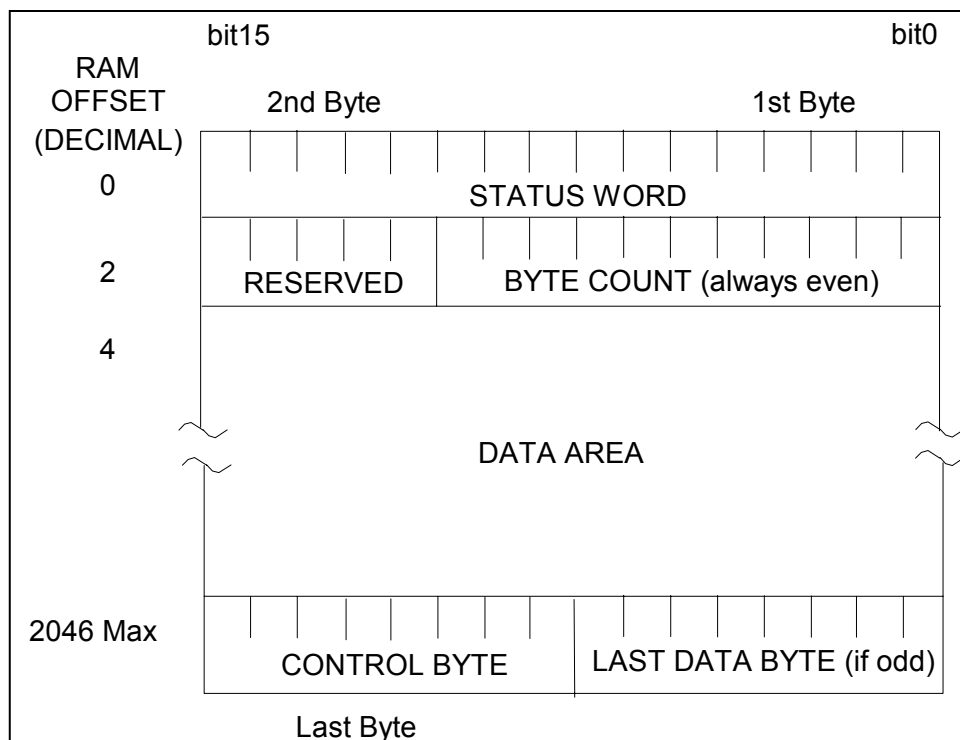 bit15 bit0
RAM
OFFSET
(DECIMAL)
2nd Byte 1st Byte
0
STATUS WORD
2
RESERVED BYTE COUNT (always even)
4
DATA AREA
2046 Max
CONTROL BYTE LAST DATA BYTE (if odd)
Last Byte